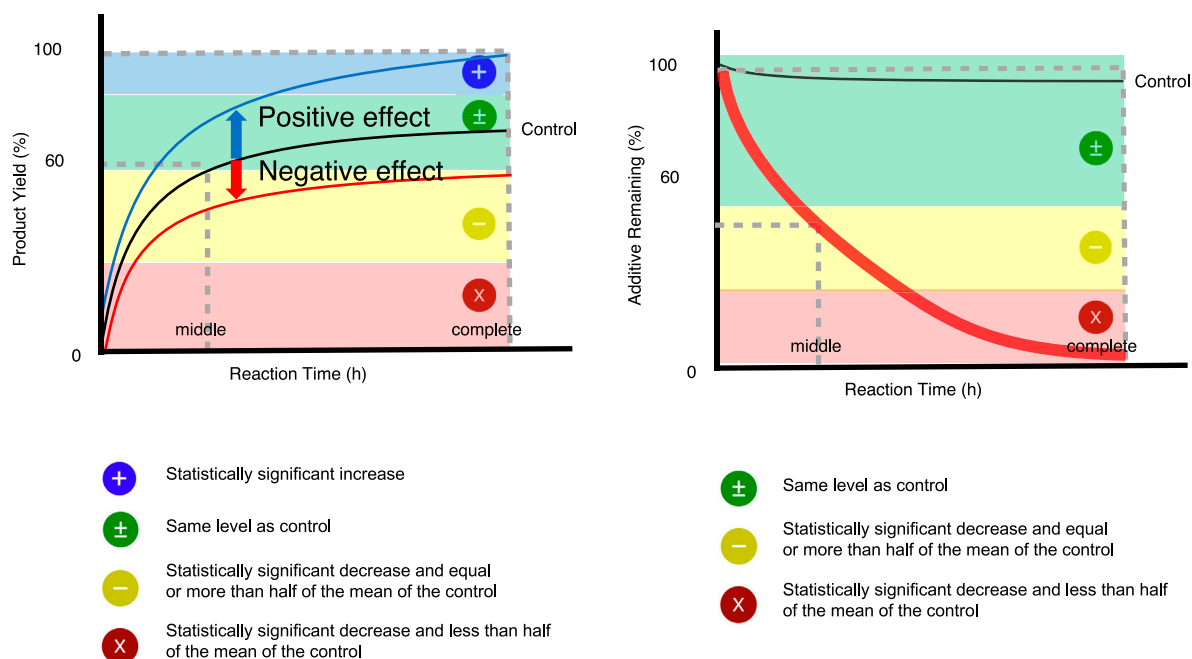 100
60
0
Product Yield (%)
+
±
−
x
Positive effect
Negative effect
Control
middle
complete
Reaction Time (h)
100
60
0
Additive Remaining (%)
Control
±
−
x
middle
complete
Reaction Time (h)
+ Statistically significant increase
± Same level as control
− Statistically significant decrease and equal
or more than half of the mean of the control
x Statistically significant decrease and less than half
of the mean of the control
± Same level as control
− Statistically significant decrease and equal
or more than half of the mean of the control
x Statistically significant decrease and less than half
of the mean of the control